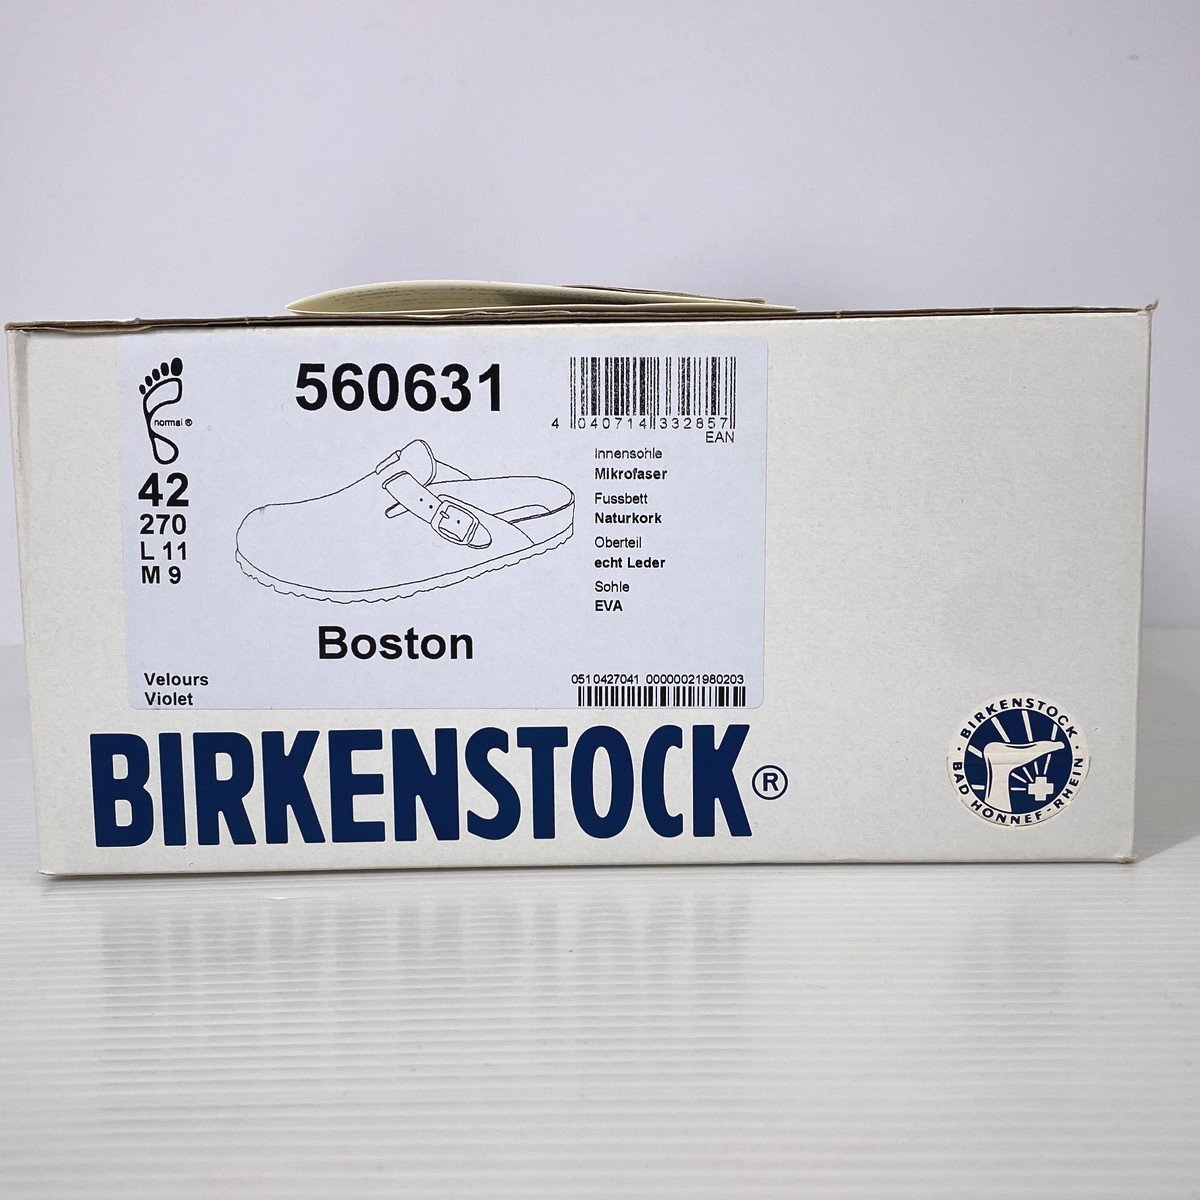 560631
4 040714 332857
EAN
normal ®
42
270
L 11
M 9
Innensohle
Mikrofaser
Fussbett
Naturkork
Oberteil
echt Leder
Sohle
EVA
Boston
Velours
Violet
0510427041 00000021980203
BIRKENSTOCK®
· BIRKENSTOCK ·
BAD HONNEF - RHEIN